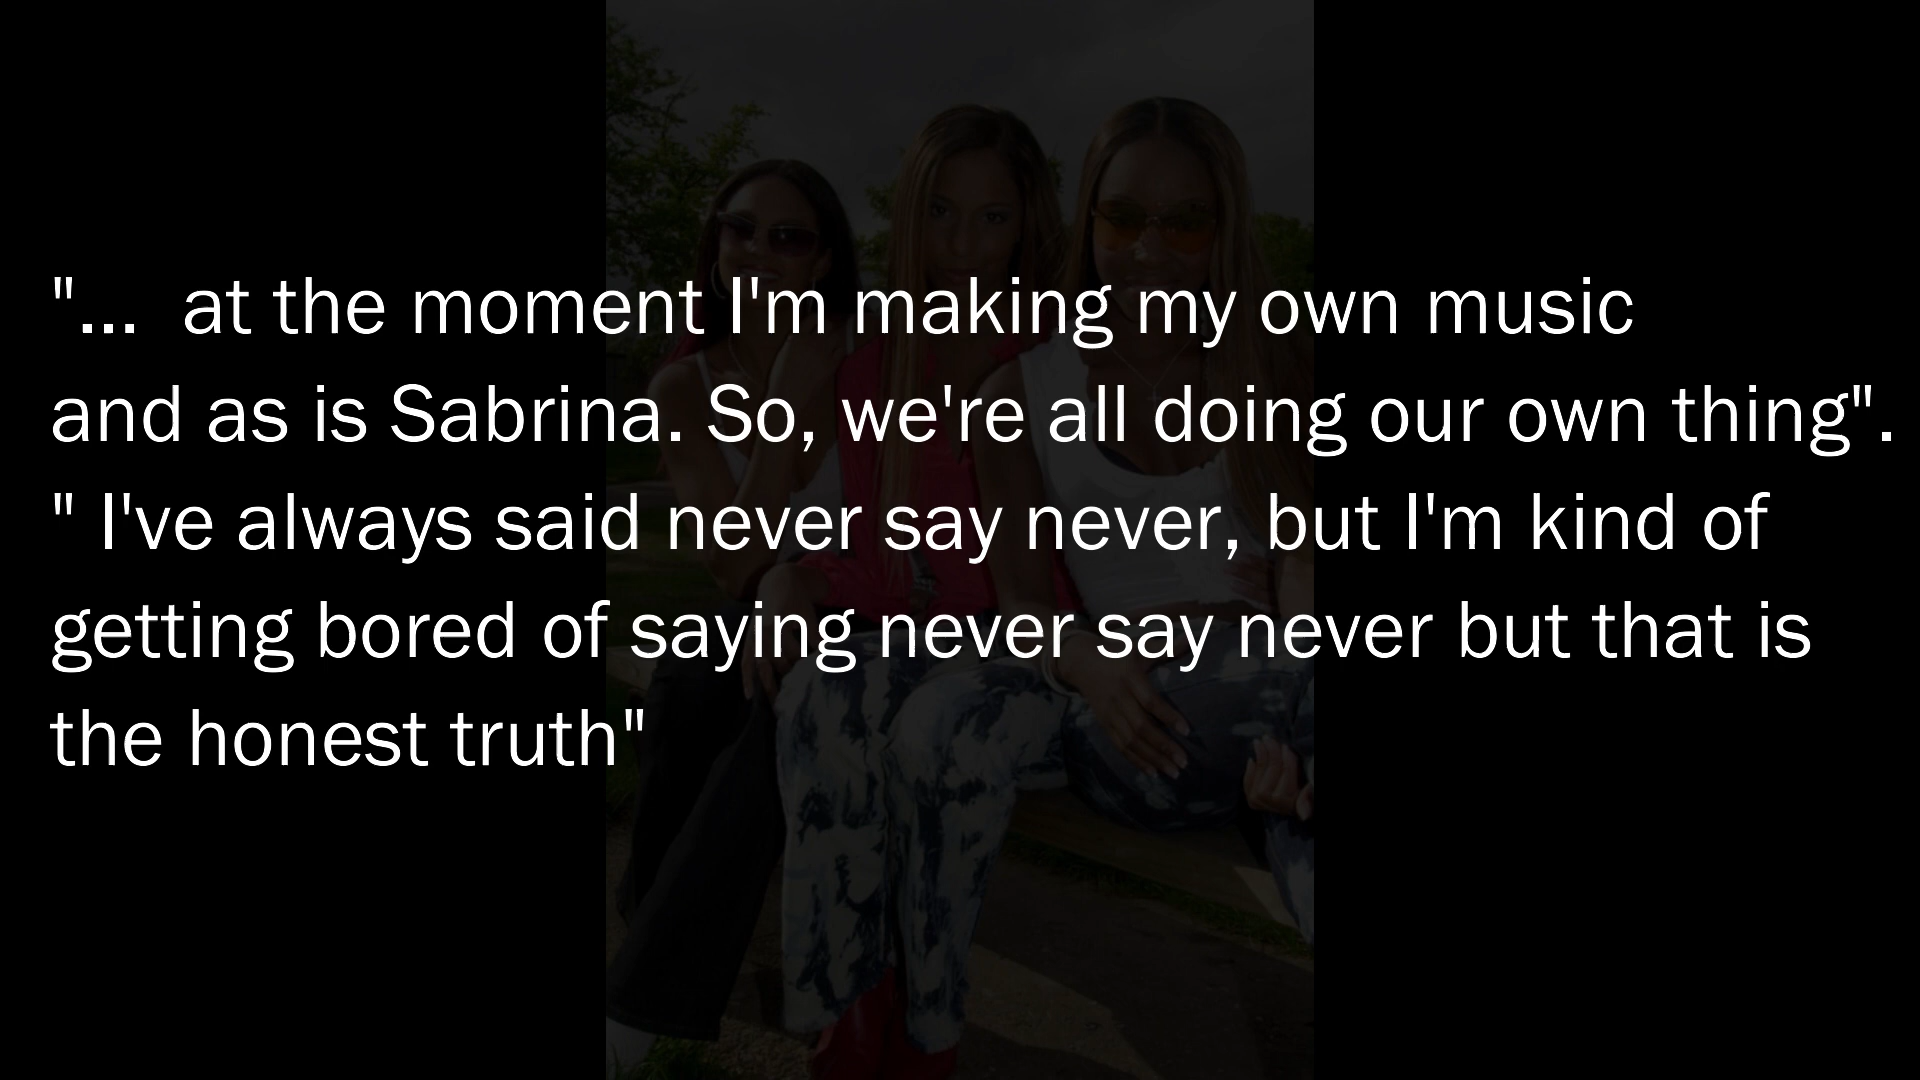 "...  at the moment I'm making my own music
and as is Sabrina. So, we're all doing our own thing".
" I've always said never say never, but I'm kind of
getting bored of saying never say never but that is
the honest truth"